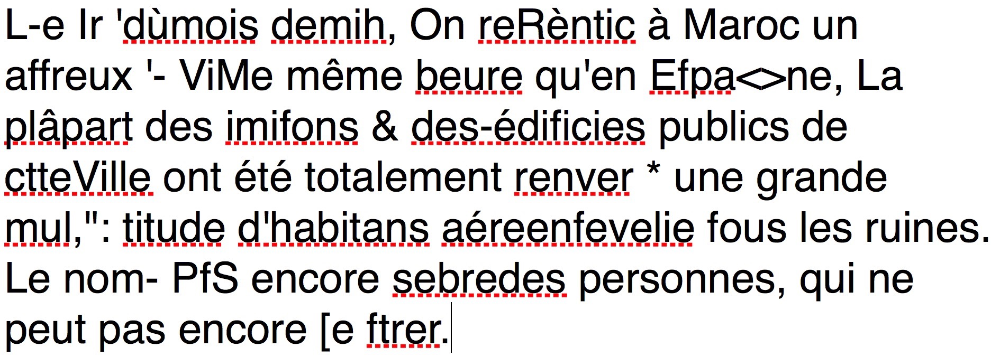 L-e Ir 'dùmois demih, On reRèntic à Maroc un
affreux '- ViMe même beure qu'en Efpa<>ne, La
plâpart des imifons & des-édificies publics de
ctteVille ont été totalement renver * une grande
mul,": titude d'habitans aéreenfevelie fous les ruines.
Le nom- PfS encore sebredes personnes, qui ne
peut pas encore [e ftrer.